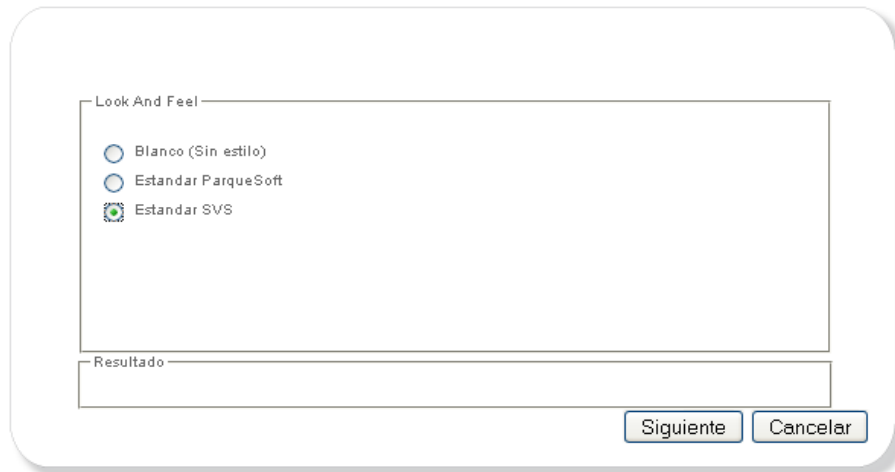 Look And Feel
Blanco (Sin estilo)
Estandar ParqueSoft
Estandar SVS
Resultado
Siguiente Cancelar